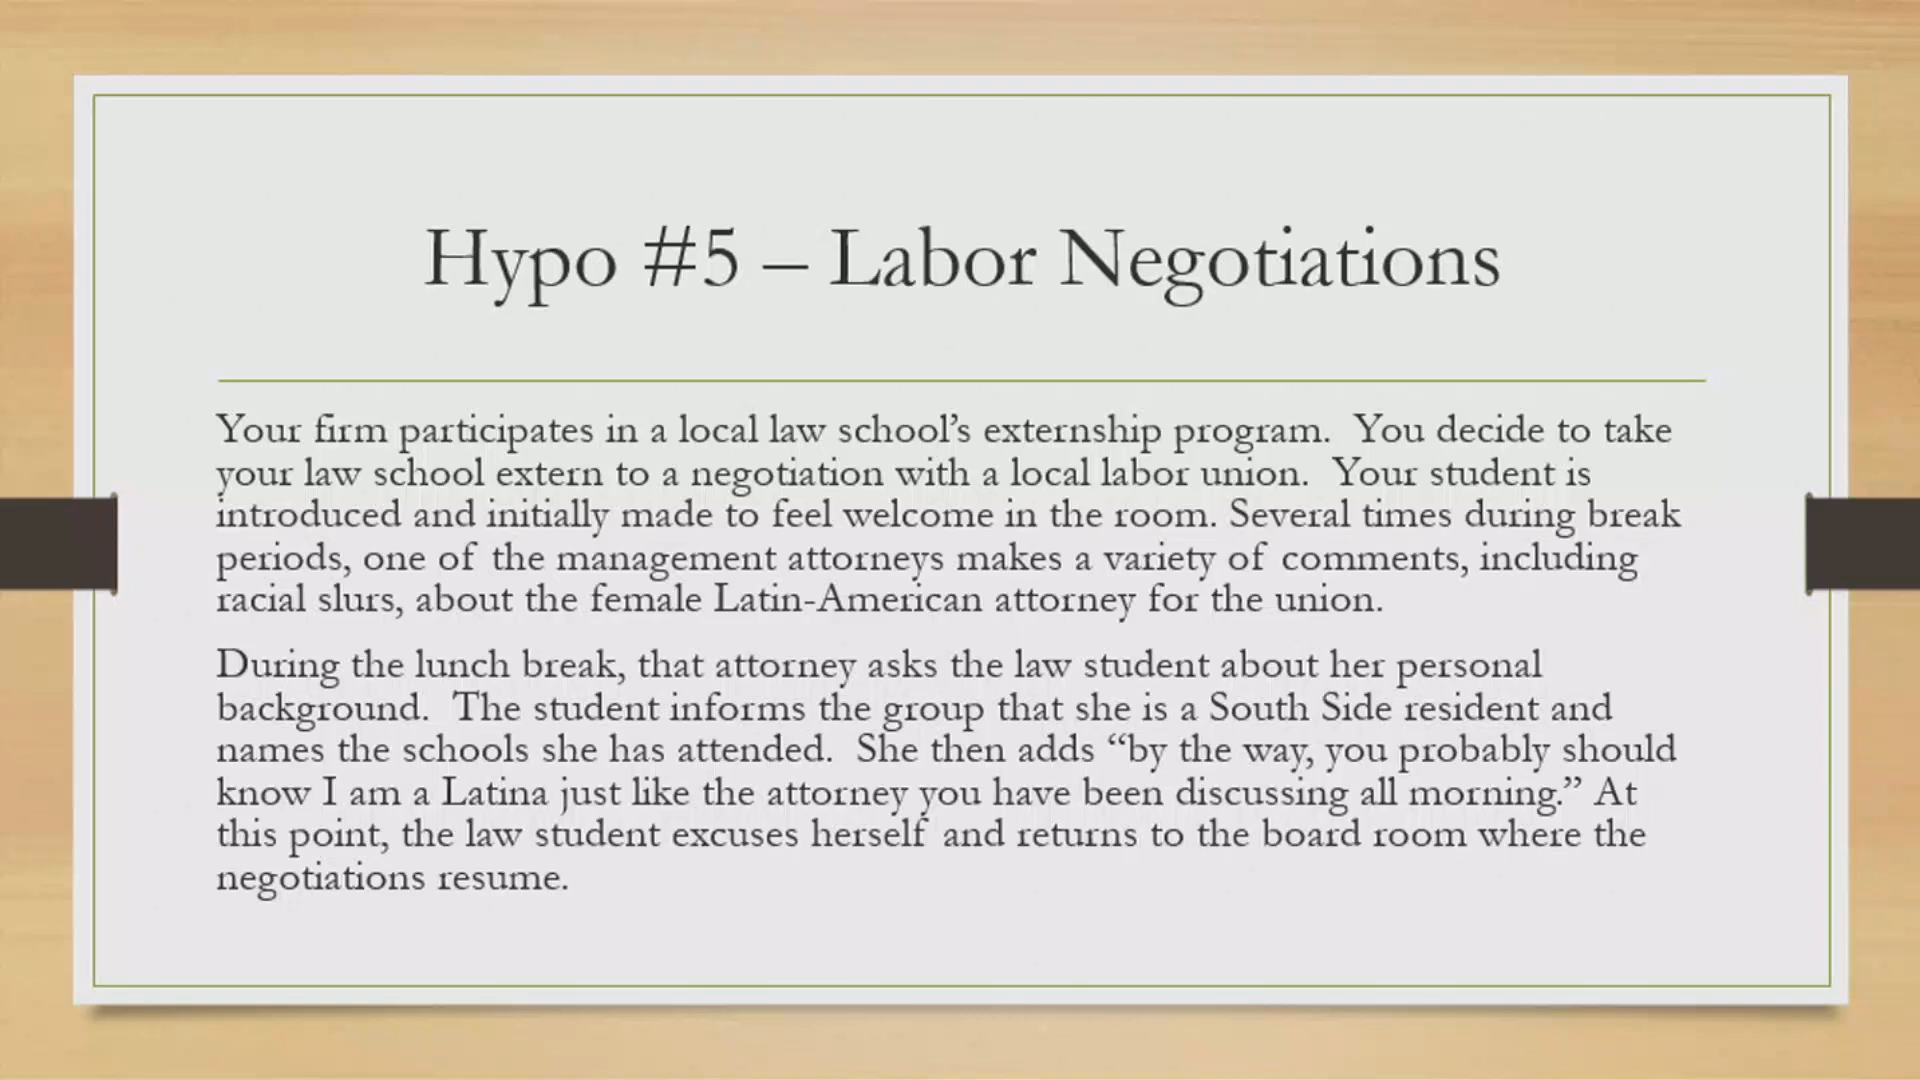 Hypo #5 – Labor Negotiations
Your firm participates in a local law school’s externship program.  You decide to take
your law school extern to a negotiation with a local labor union.  Your student is
introduced and initially made to feel welcome in the room. Several times during break
periods, one of the management attorneys makes a variety of comments, including
racial slurs, about the female Latin-American attorney for the union.
During the lunch break, that attorney asks the law student about her personal
background.  The student informs the group that she is a South Side resident and
names the schools she has attended.  She then adds “by the way, you probably should
know I am a Latina just like the attorney you have been discussing all morning.” At
this point, the law student excuses herself and returns to the board room where the
negotiations resume.